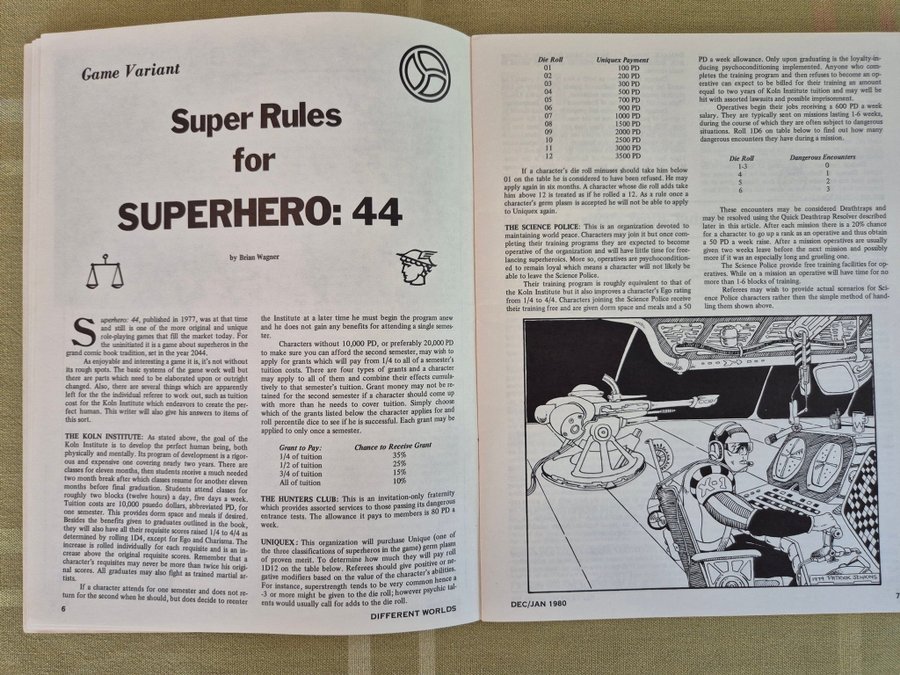 Game Variant
Super Rules
for
SUPERHERO: 44
by Brian Wagner
Superhero: 44, published in 1977, was at that time
and still is one of the more original and unique
role-playing games that fill the market today. For
the uninitiated it is a game about superheros in the
grand comic book tradition, set in the year 2044.
As enjoyable and interesting a game it is, it's not without
its rough spots. The basic systems of the game work well but
there are parts which need to be elaborated upon or outright
changed. Also, there are several things which are apparently
left for the the individual referee to work out, such as tuition
cost for the Koln Institute which endeavors to create the per-
fect human. This writer will also give his answers to items of
this sort.
THE KOLN INSTITUTE: As stated above, the goal of the
Koln Institute is to develop the perfect human being, both
physically and mentally. Its program of development is a rigor-
ous and expensive one covering nearly two years. There are
classes for eleven months, then students receive a much needed
two month break after which classes resume for another eleven
months before final graduation. Students attend classes for
roughly two blocks (twelve hours) a day, five days a week.
Tuition costs are 10,000 psuedo dollars, abbreviated PD, for
one semester. This provides dorm space and meals if desired.
Besides the benefits given to graduates outlined in the book,
they will also have all their requisite scores raised 1/4 to 4/4 as
determined by rolling 1D4, except for Ego and Charisma. The
increase is rolled individually for each requisite and is an in-
crease above the original requisite scores. Remember that a
character's requisites may never be more than twice his origi-
nal scores. All graduates may also fight as trained martial ar-
tists.
If a character attends for one semester and does not re-
turn for the second when he should, but does decide to reenter
6
the Institute at a later time he must begin the program anew
and he does not gain any benefits for attending a single semes-
ter.
Characters without 10,000 PD, or preferably 20,000 PD
to make sure you can afford the second semester, may wish to
apply for grants which will pay from 1/4 to all of a semester's
tuition costs. There are four types of grants and a character
may apply to all of them and combine their effects cumula-
tively to that semester's tuition. Grant money may not be re-
tained for the second semester if a character should come up
with more than he needs to cover tuition. Simply choose
which of the grants listed below the character applies for and
roll percentile dice to see if he is successful. Each grant may be
applied to only once a semester.
Grant to Pay: Chance to Receive Grant
1/4 of tuition 35%
1/2 of tuition 25%
3/4 of tuition 15%
All of tuition 10%
THE HUNTERS CLUB: This is an invitation-only fraternity
which provides assorted services to those passing its dangerous
entrance tests. The allowance it pays to members is 80 PD a
week.
UNIQUEX: This organization will purchase Unique (one of
the three classifications of superheros in the game) germ plasm
of proven merit. To determine how much they will pay roll
1D12 on the table below. Referees should give positive or ne-
gative modifiers based on the value of the character's abilities.
For instance, superstrength tends to be very common hence a
-3 or more might be given to the die roll; however psychic tal-
ents would usually call for adds to the die roll.
DIFFERENT WORLDS
Die Roll Uniquex Payment
01 100 PD
02 200 PD
03 300 PD
04 500 PD
05 700 PD
06 900 PD
07 1000 PD
08 1500 PD
09 2000 PD
10 2500 PD
11 3000 PD
12 3500 PD
If a character's die roll minuses should take him below
01 on the table he is considered to have been refused. He may
apply again in six months. A character whose die roll adds take
him above 12 is treated as if he rolled a 12. As a rule once a
character's germ plasm is accepted he will not be able to apply
to Uniquex again.
THE SCIENCE POLICE: This is an organization devoted to
maintaining world peace. Characters may join it but once com-
pleting their training programs they are expected to become
operative of the organization and will have little time for free-
lancing superheroics. More so, operatives are psychocondition-
ed to remain loyal which means a character will not likely be
able to leave the Science Police.
Their training program is roughly equivalent to that of
the Koln Institute but it also improves a character's Ego rating
from 1/4 to 4/4. Characters joining the Science Police receive
their training free and are given dorm space and meals and a 50
PD a week allowance. Only upon graduating is the loyalty-in-
ducing psychoconditioning implemented. Anyone who com-
pletes the training program and then refuses to become an op-
erative can expect to be billed for their training an amount
equal to two years of Koln Institute tuition and may well be
hit with assorted lawsuits and possible imprisonment.
Operatives begin their jobs receiving a 600 PD a week
salary. They are typically sent on missions lasting 1-6 weeks,
during the course of which they are often subject to dangerous
situations. Roll 1D6 on table below to find out how many
dangerous encounters they have during a mission.
Die Roll Dangerous Encounters
1-3 0
4 1
5 2
6 3
These encounters may be considered Deathtraps and
may be resolved using the Quick Deathtrap Resolver described
later in this article. After each mission there is a 20% chance
for a character to go up a rank as an operative and thus obtain
a 50 PD a week raise. After a mission operatives are usually
given two weeks leave before the next mission and possibly
more if it was an especially long and grueling one.
The Science Police provide free training facilities for op-
eratives. While on a mission an operative will have time for no
more than 1-6 blocks of training.
Referees may wish to provide actual scenarios for Sci-
ence Police characters rather then the simple method of hand-
ling them shown above.
1979 PATRICK JENKINS
DEC/JAN 1980
7